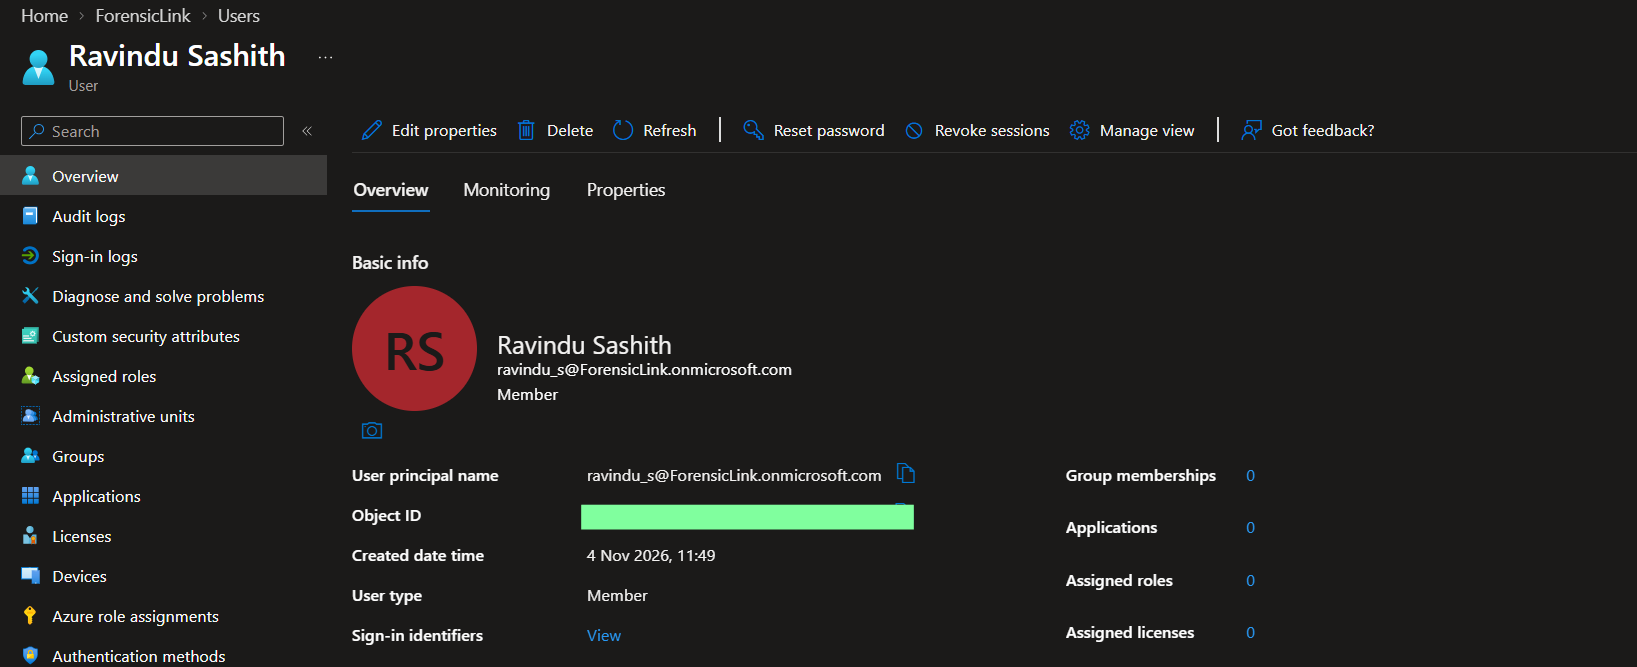 Home > ForensicLink > Users
Ravindu Sashith ...
User
Search «
Edit properties Delete Refresh Reset password Revoke sessions Manage view Got feedback?
Overview
Audit logs
Sign-in logs
Diagnose and solve problems
Custom security attributes
Assigned roles
Administrative units
Groups
Applications
Licenses
Devices
Azure role assignments
Authentication methods
Overview Monitoring Properties
Basic info
RS
Ravindu Sashith
ravindu_s@ForensicLink.onmicrosoft.com
Member
User principal name ravindu_s@ForensicLink.onmicrosoft.com
Object ID
Created date time 4 Nov 2026, 11:49
User type Member
Sign-in identifiers View
Group memberships 0
Applications 0
Assigned roles 0
Assigned licenses 0